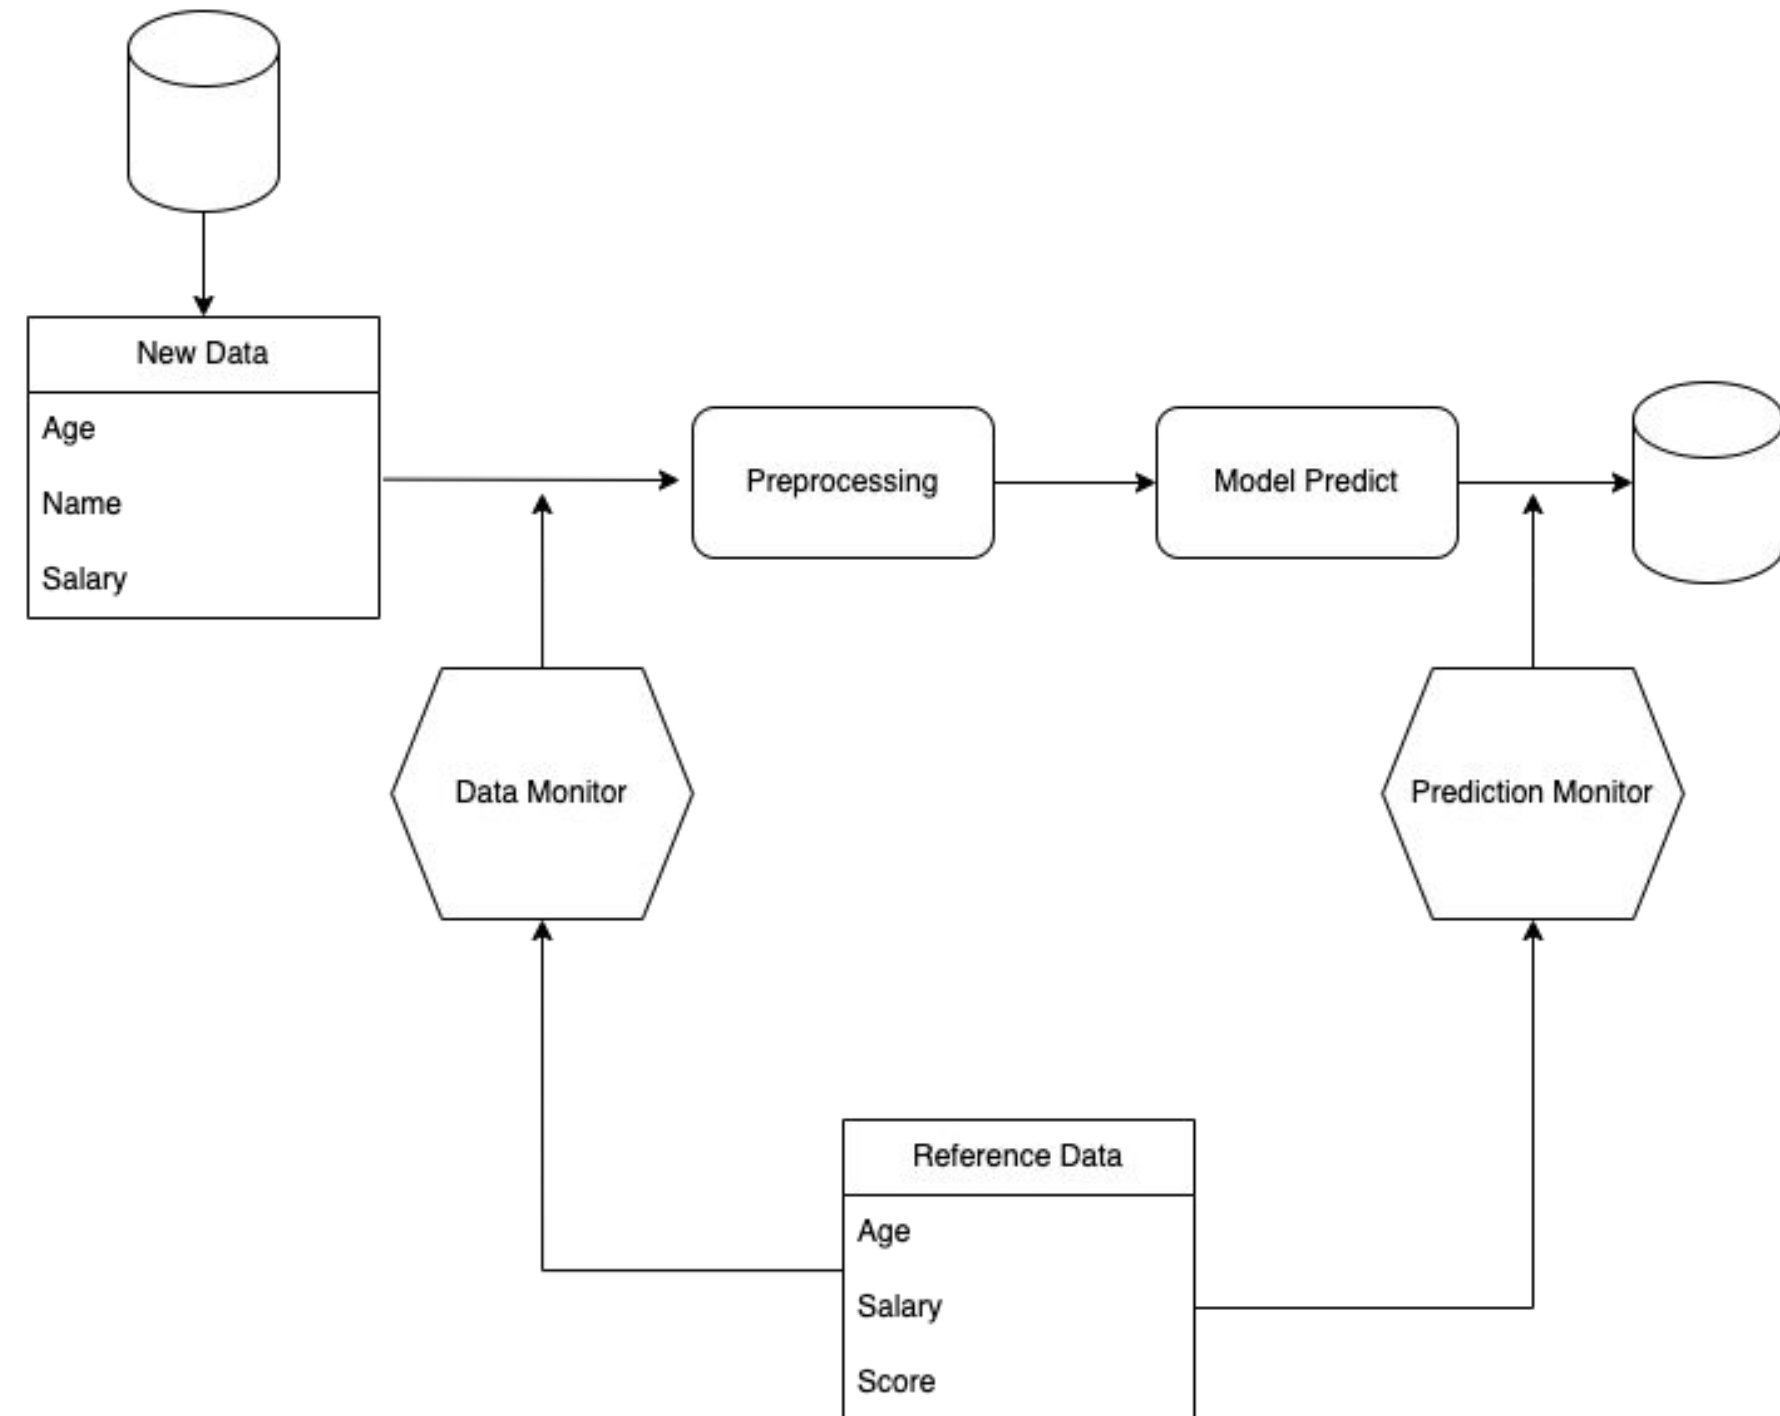 New Data
Age
Name
Salary
Preprocessing
Model Predict
Data Monitor
Prediction Monitor
Reference Data
Age
Salary
Score